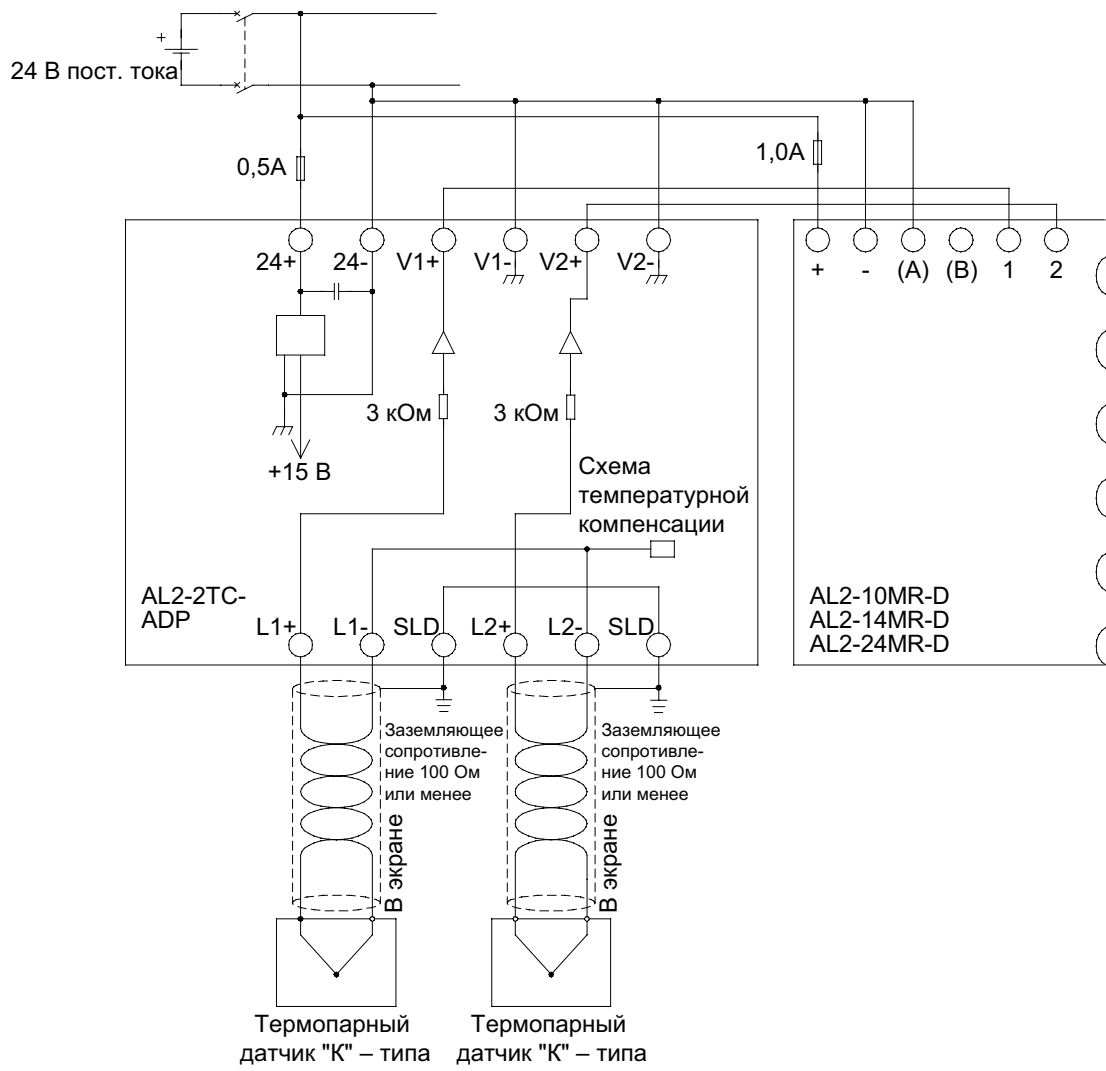 +
24 В пост. тока
0,5А
1,0А
24+ 24- V1+ V1- V2+ V2-
+ - (A) (B) 1 2
3 кОм 3 кОм
+15 В
Схема
температурной
компенсации
AL2-2TC-
ADP
AL2-10MR-D
AL2-14MR-D
AL2-24MR-D
L1+ L1- SLD L2+ L2- SLD
Заземляющее
сопротивле-
ние 100 Ом
или менее
Заземляющее
сопротивле-
ние 100 Ом
или менее
В экране
В экране
Термопарный
датчик "К" – типа
Термопарный
датчик "К" – типа